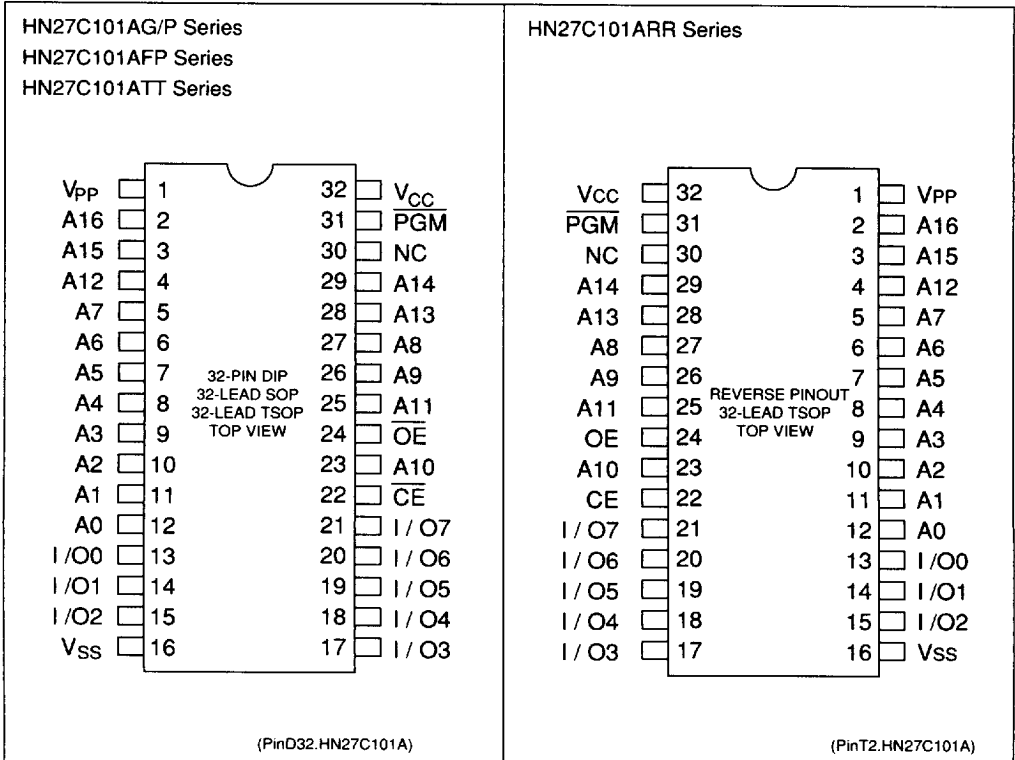 HN27C101AG/P Series
HN27C101AFP Series
HN27C101ATT Series
VPP 1 32 VCC
A16 2 31 P̅G̅M̅
A15 3 30 NC
A12 4 29 A14
A7 5 28 A13
A6 6 27 A8
A5 7 26 A9
A4 8 25 A11
A3 9 24 O̅E̅
A2 10 23 A10
A1 11 22 C̅E̅
A0 12 21 I / O7
I /O0 13 20 I / O6
I /O1 14 19 I / O5
I /O2 15 18 I / O4
VSS 16 17 I / O3
32-PIN DIP
32-LEAD SOP
32-LEAD TSOP
TOP VIEW
(PinD32.HN27C101A)
HN27C101ARR Series
VCC 32 1 VPP
P̅G̅M̅ 31 2 A16
NC 30 3 A15
A14 29 4 A12
A13 28 5 A7
A8 27 6 A6
A9 26 7 A5
A11 25 8 A4
OE 24 9 A3
A10 23 10 A2
CE 22 11 A1
I / O7 21 12 A0
I / O6 20 13 I /O0
I / O5 19 14 I /O1
I / O4 18 15 I /O2
I / O3 17 16 VSS
REVERSE PINOUT
32-LEAD TSOP
TOP VIEW
(PinT2.HN27C101A)